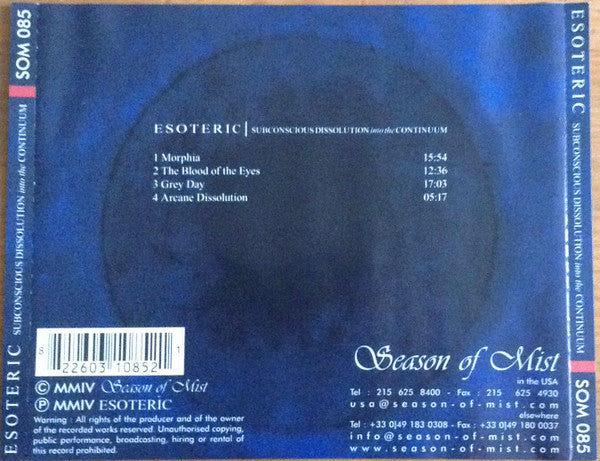 SOM 085
ESOTERIC SUBCONSCIOUS DISSOLUTION into the CONTINUUM
ESOTERIC | SUBCONSCIOUS DISSOLUTION into the CONTINUUM
1 Morphia 15:54
2 The Blood of the Eyes 12:36
3 Grey Day 17:03
4 Arcane Dissolution 05:17
8 22603 10852 1
© MMIV Season of Mist
℗ MMIV ESOTERIC
Warning : All rights of the producer and of the owner
of the recorded works reserved. Unauthorised copying,
public performance, broadcasting, hiring or rental of
this record prohibited.
Season of Mist
in the USA
Tel : 215 625 8400 - Fax : 215 625 4930
usa@season-of-mist.com
elsewhere
Tel : +33 0|49 183 0308 - Fax : +33 0|49 180 0037
info@season-of-mist.com
www.season-of-mist.com
ESOTERIC SUBCONSCIOUS DISSOLUTION into the CONTINUUM
SOM 085